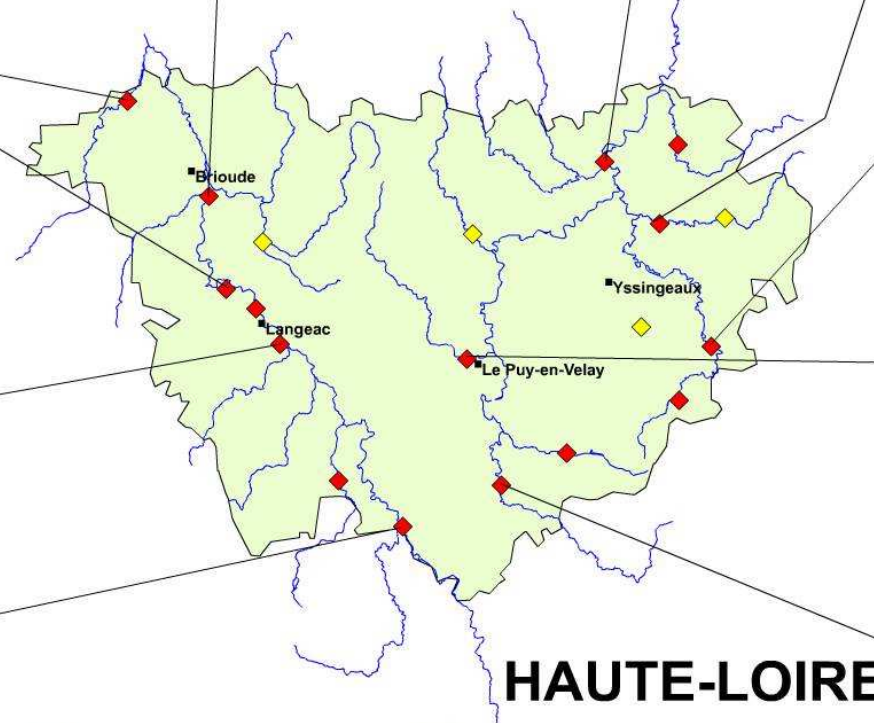 Brioude
Yssingeaux
Langeac
Le Puy-en-Velay
HAUTE-LOIRE